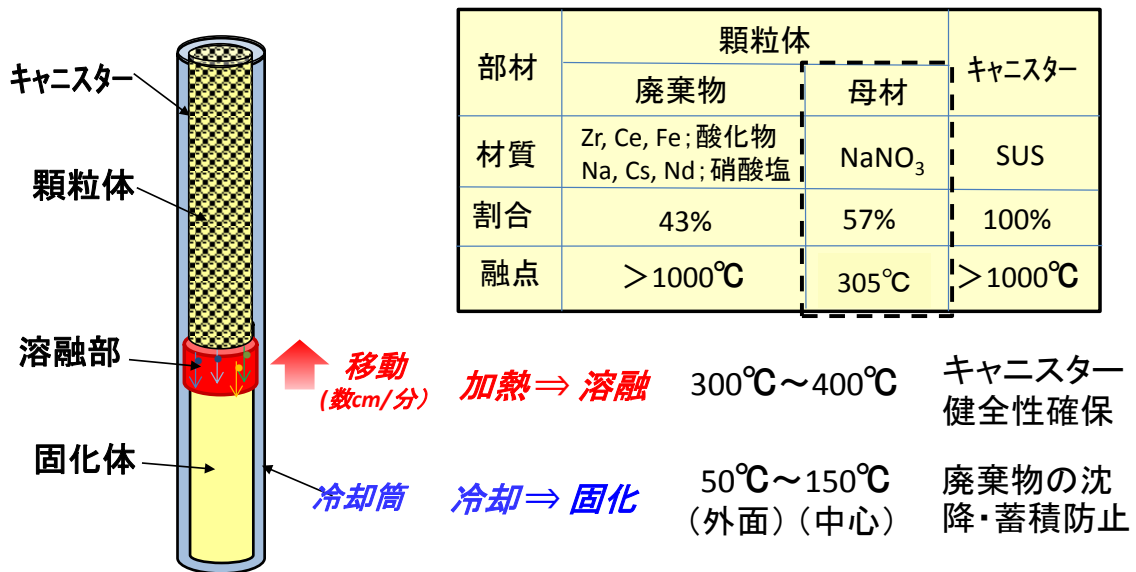 キャニスター
顆粒体
溶融部
固化体
移動
(数cm/分)
冷却筒
部材
顆粒体
キャニスター
廃棄物
母材
材質
Zr, Ce, Fe；酸化物
Na, Cs, Nd；硝酸塩
NaNO₃
SUS
割合
43%
57%
100%
融点
＞1000℃
305℃
＞1000℃
加熱⇒溶融
300℃～400℃
キャニスター
健全性確保
冷却⇒固化
50℃～150℃
（外面）（中心）
廃棄物の沈
降・蓄積防止